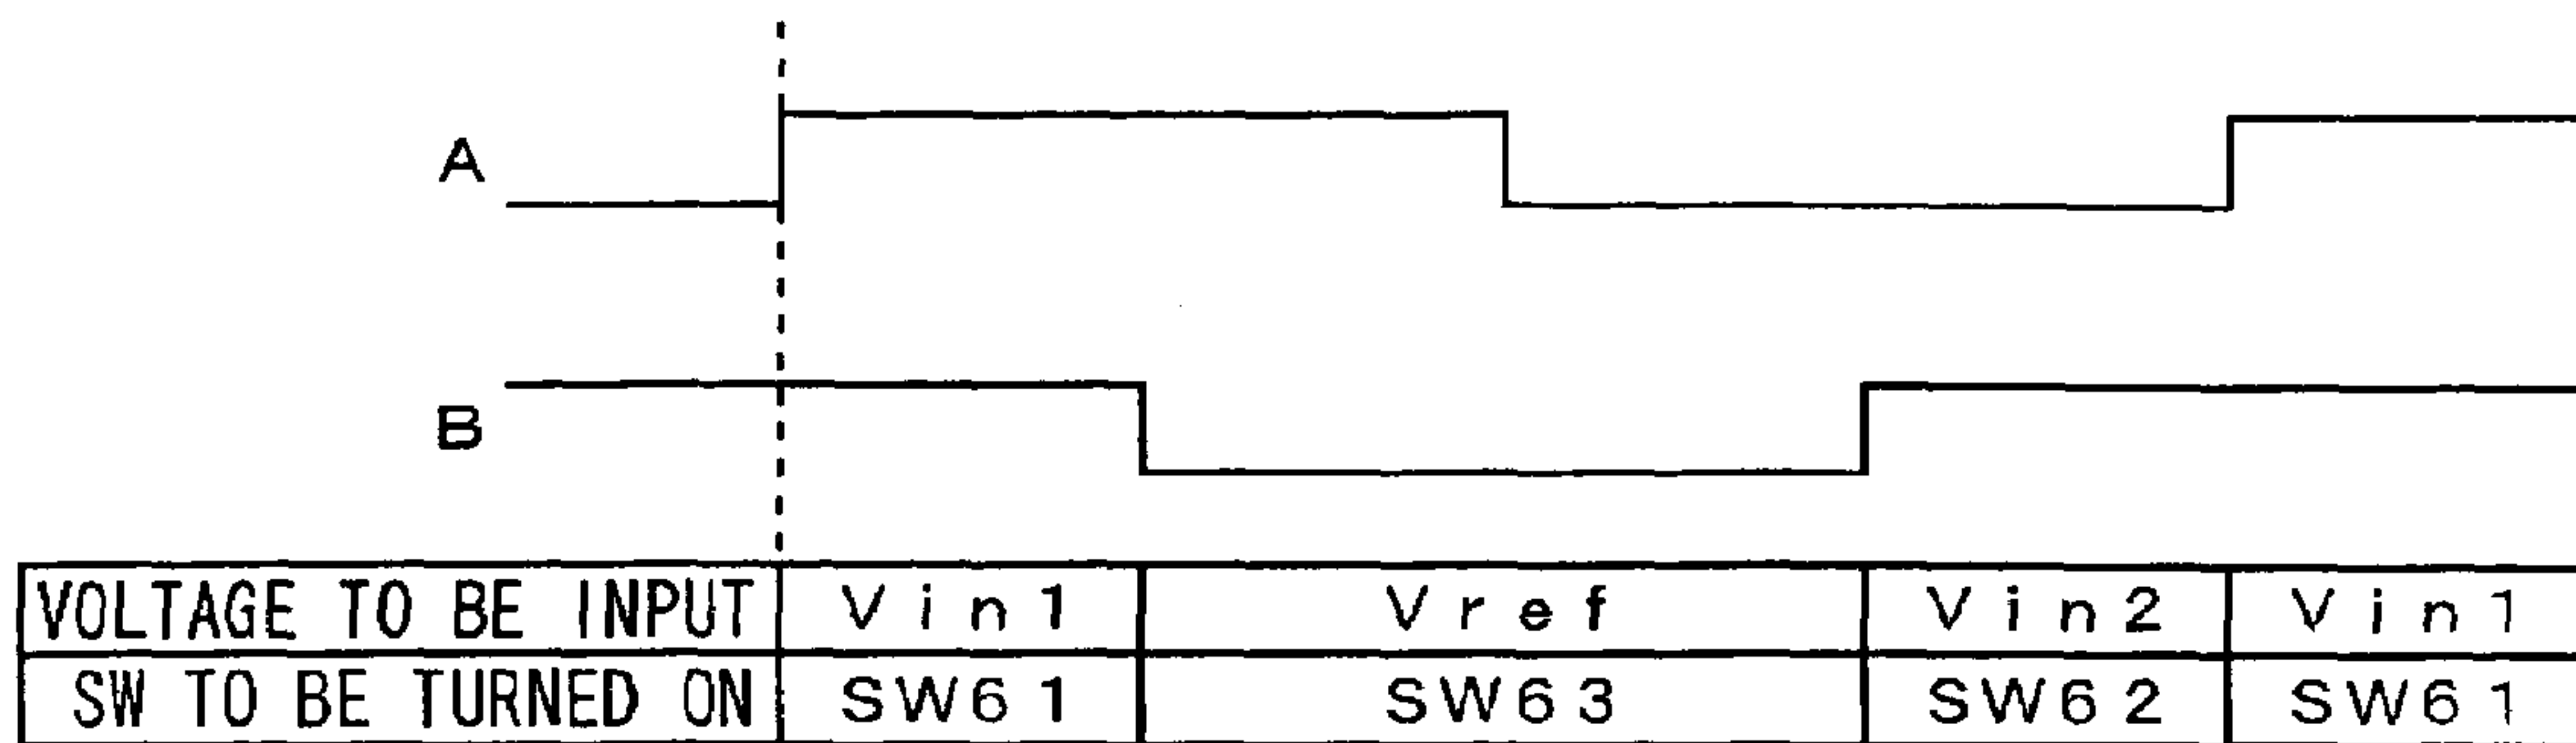 A
B
VOLTAGE TO BE INPUT Vin1 Vref Vin2 Vin1
SW TO BE TURNED ON SW61 SW63 SW62 SW61